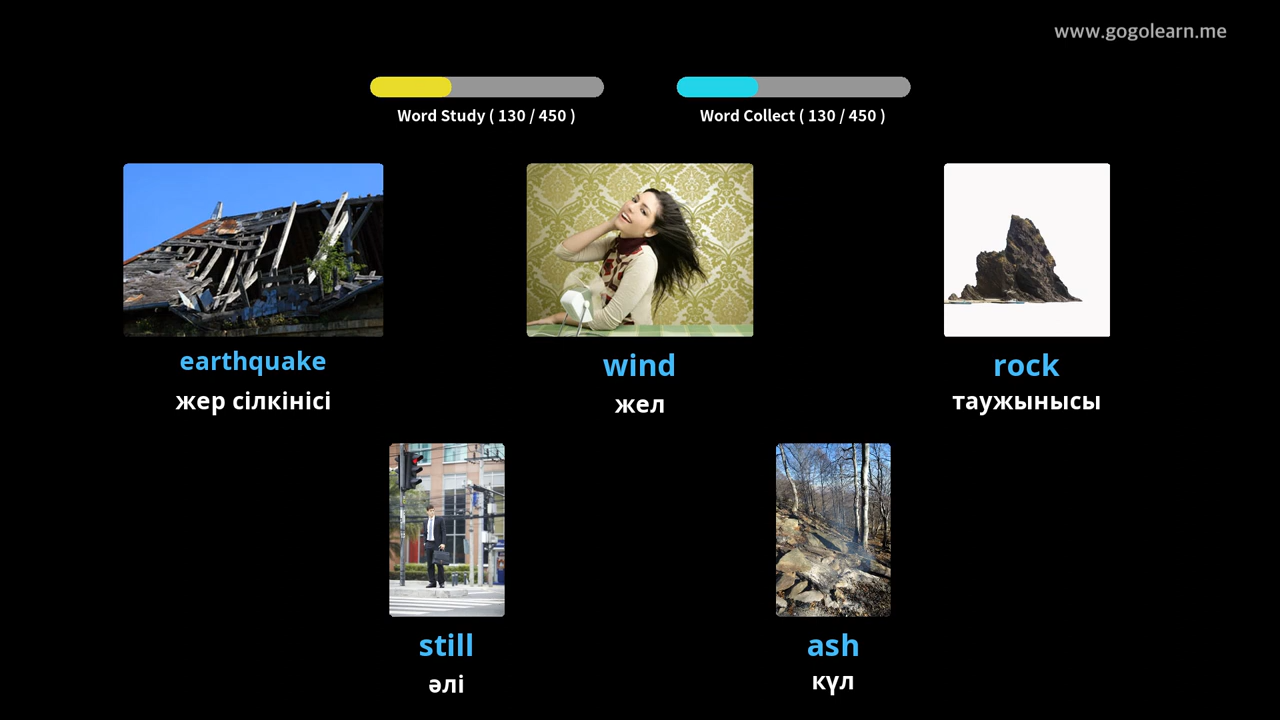 www.gogolearn.me
Word Study ( 130 / 450 )
Word Collect ( 130 / 450 )
earthquake
жер сілкінісі
wind
жел
rock
таужынысы
still
әлі
ash
күл